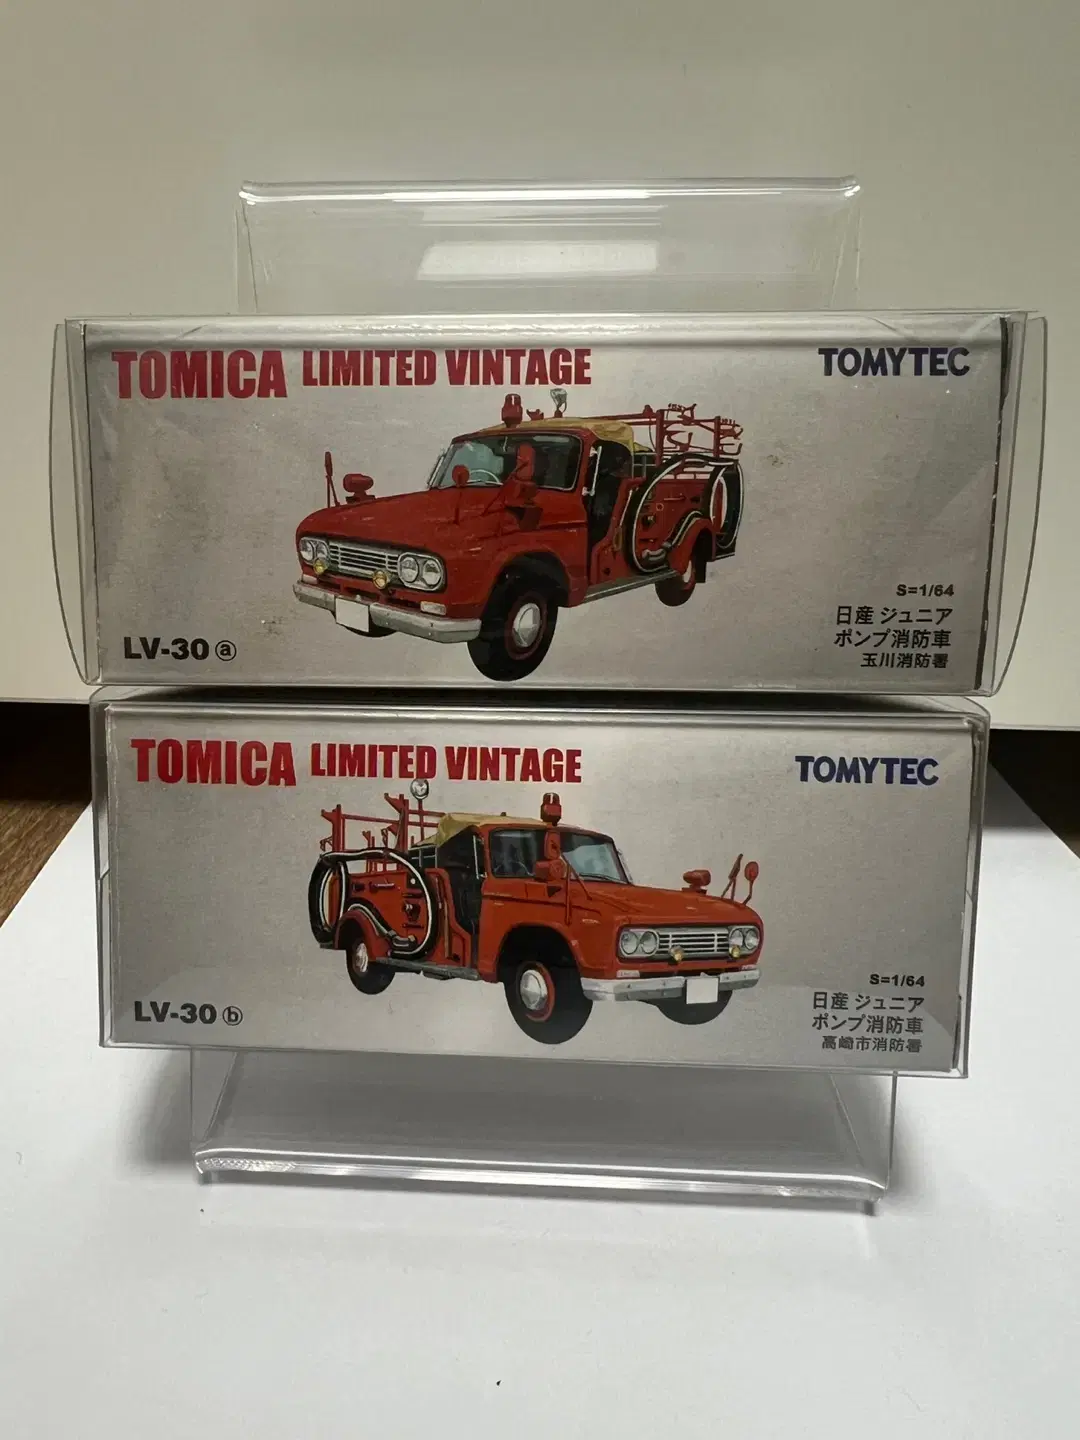 TOMICA LIMITED VINTAGE
TOMYTEC
S=1/64
日産 ジュニア
ポンプ消防車
玉川消防署
LV-30 ⓐ
TOMICA LIMITED VINTAGE
TOMYTEC
S=1/64
日産 ジュニア
ポンプ消防車
高崎市消防署
LV-30 ⓑ